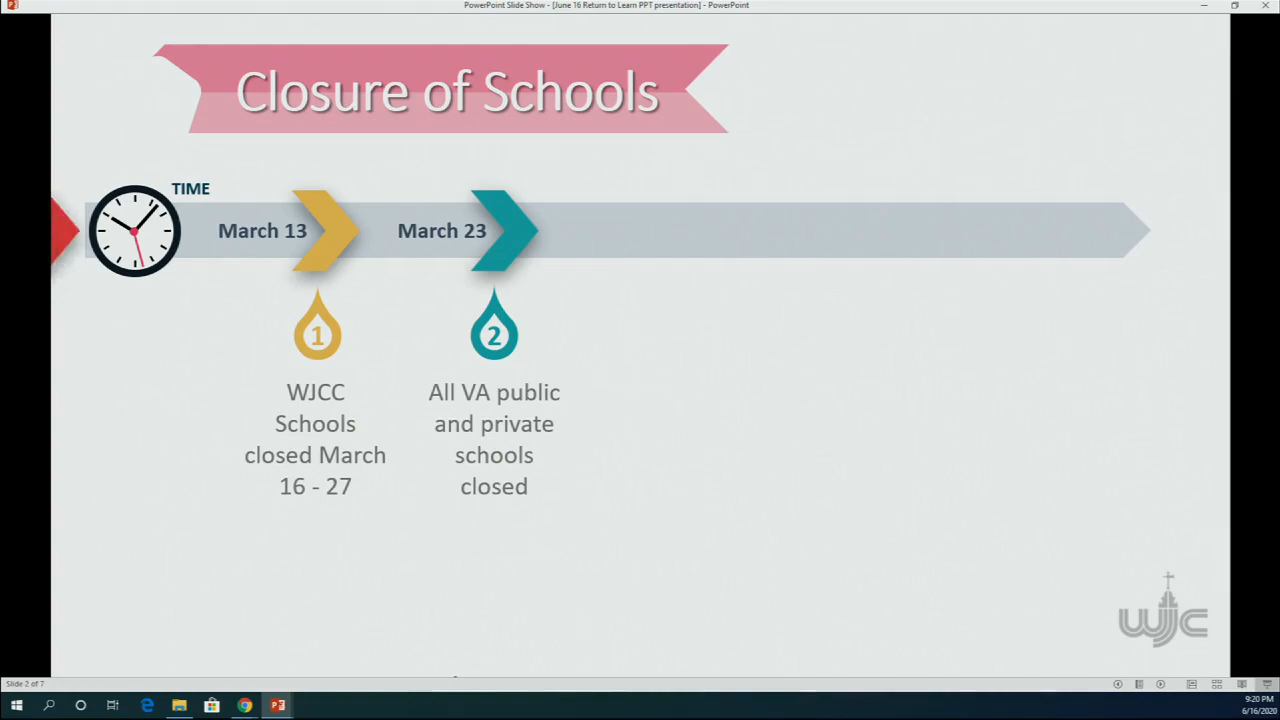 PowerPoint Slide Show - [June 16 Return to Learn PPT presentation] - PowerPoint
Closure of Schools
TIME
March 13
March 23
1
2
WJCC
Schools
closed March
16 - 27
All VA public
and private
schools
closed
WJC
Slide 2 of 7
9:20 PM
6/16/2020